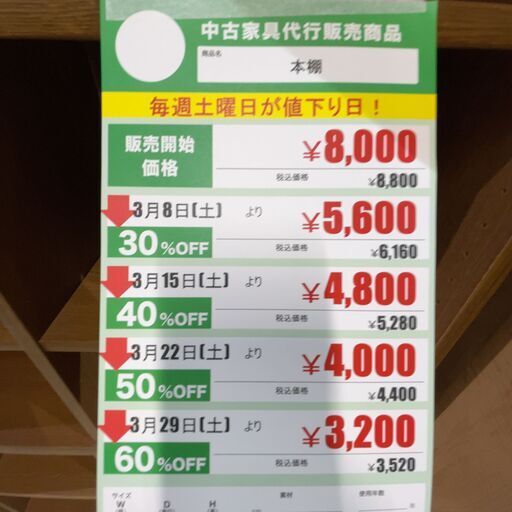 中古家具代行販売商品
商品名
本棚
毎週土曜日が値下り日！
販売開始
価格
¥8,000
税込価格 ¥8,800
3月8日(土) より
30%OFF
¥5,600
税込価格 ¥6,160
3月15日(土) より
40%OFF
¥4,800
税込価格 ¥5,280
3月22日(土) より
50%OFF
¥4,000
税込価格 ¥4,400
3月29日(土) より
60%OFF
¥3,200
税込価格 ¥3,520
サイズ 素材 使用年数
W D H